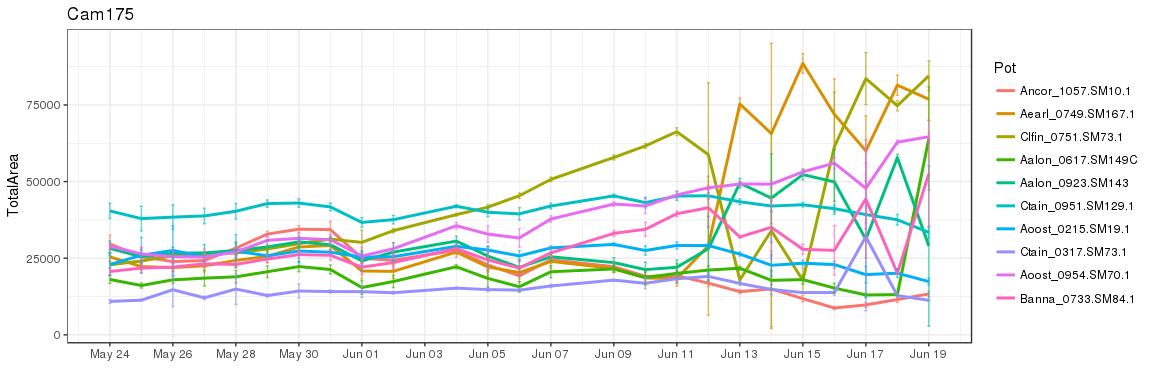 Cam175
TotalArea
75000
50000
25000
0
May 24 May 26 May 28 May 30 Jun 01 Jun 03 Jun 05 Jun 07 Jun 09 Jun 11 Jun 13 Jun 15 Jun 17 Jun 19
Pot
Ancor_1057.SM10.1
Aearl_0749.SM167.1
Clfin_0751.SM73.1
Aalon_0617.SM149C
Aalon_0923.SM143
Ctain_0951.SM129.1
Aoost_0215.SM19.1
Ctain_0317.SM73.1
Aoost_0954.SM70.1
Banna_0733.SM84.1